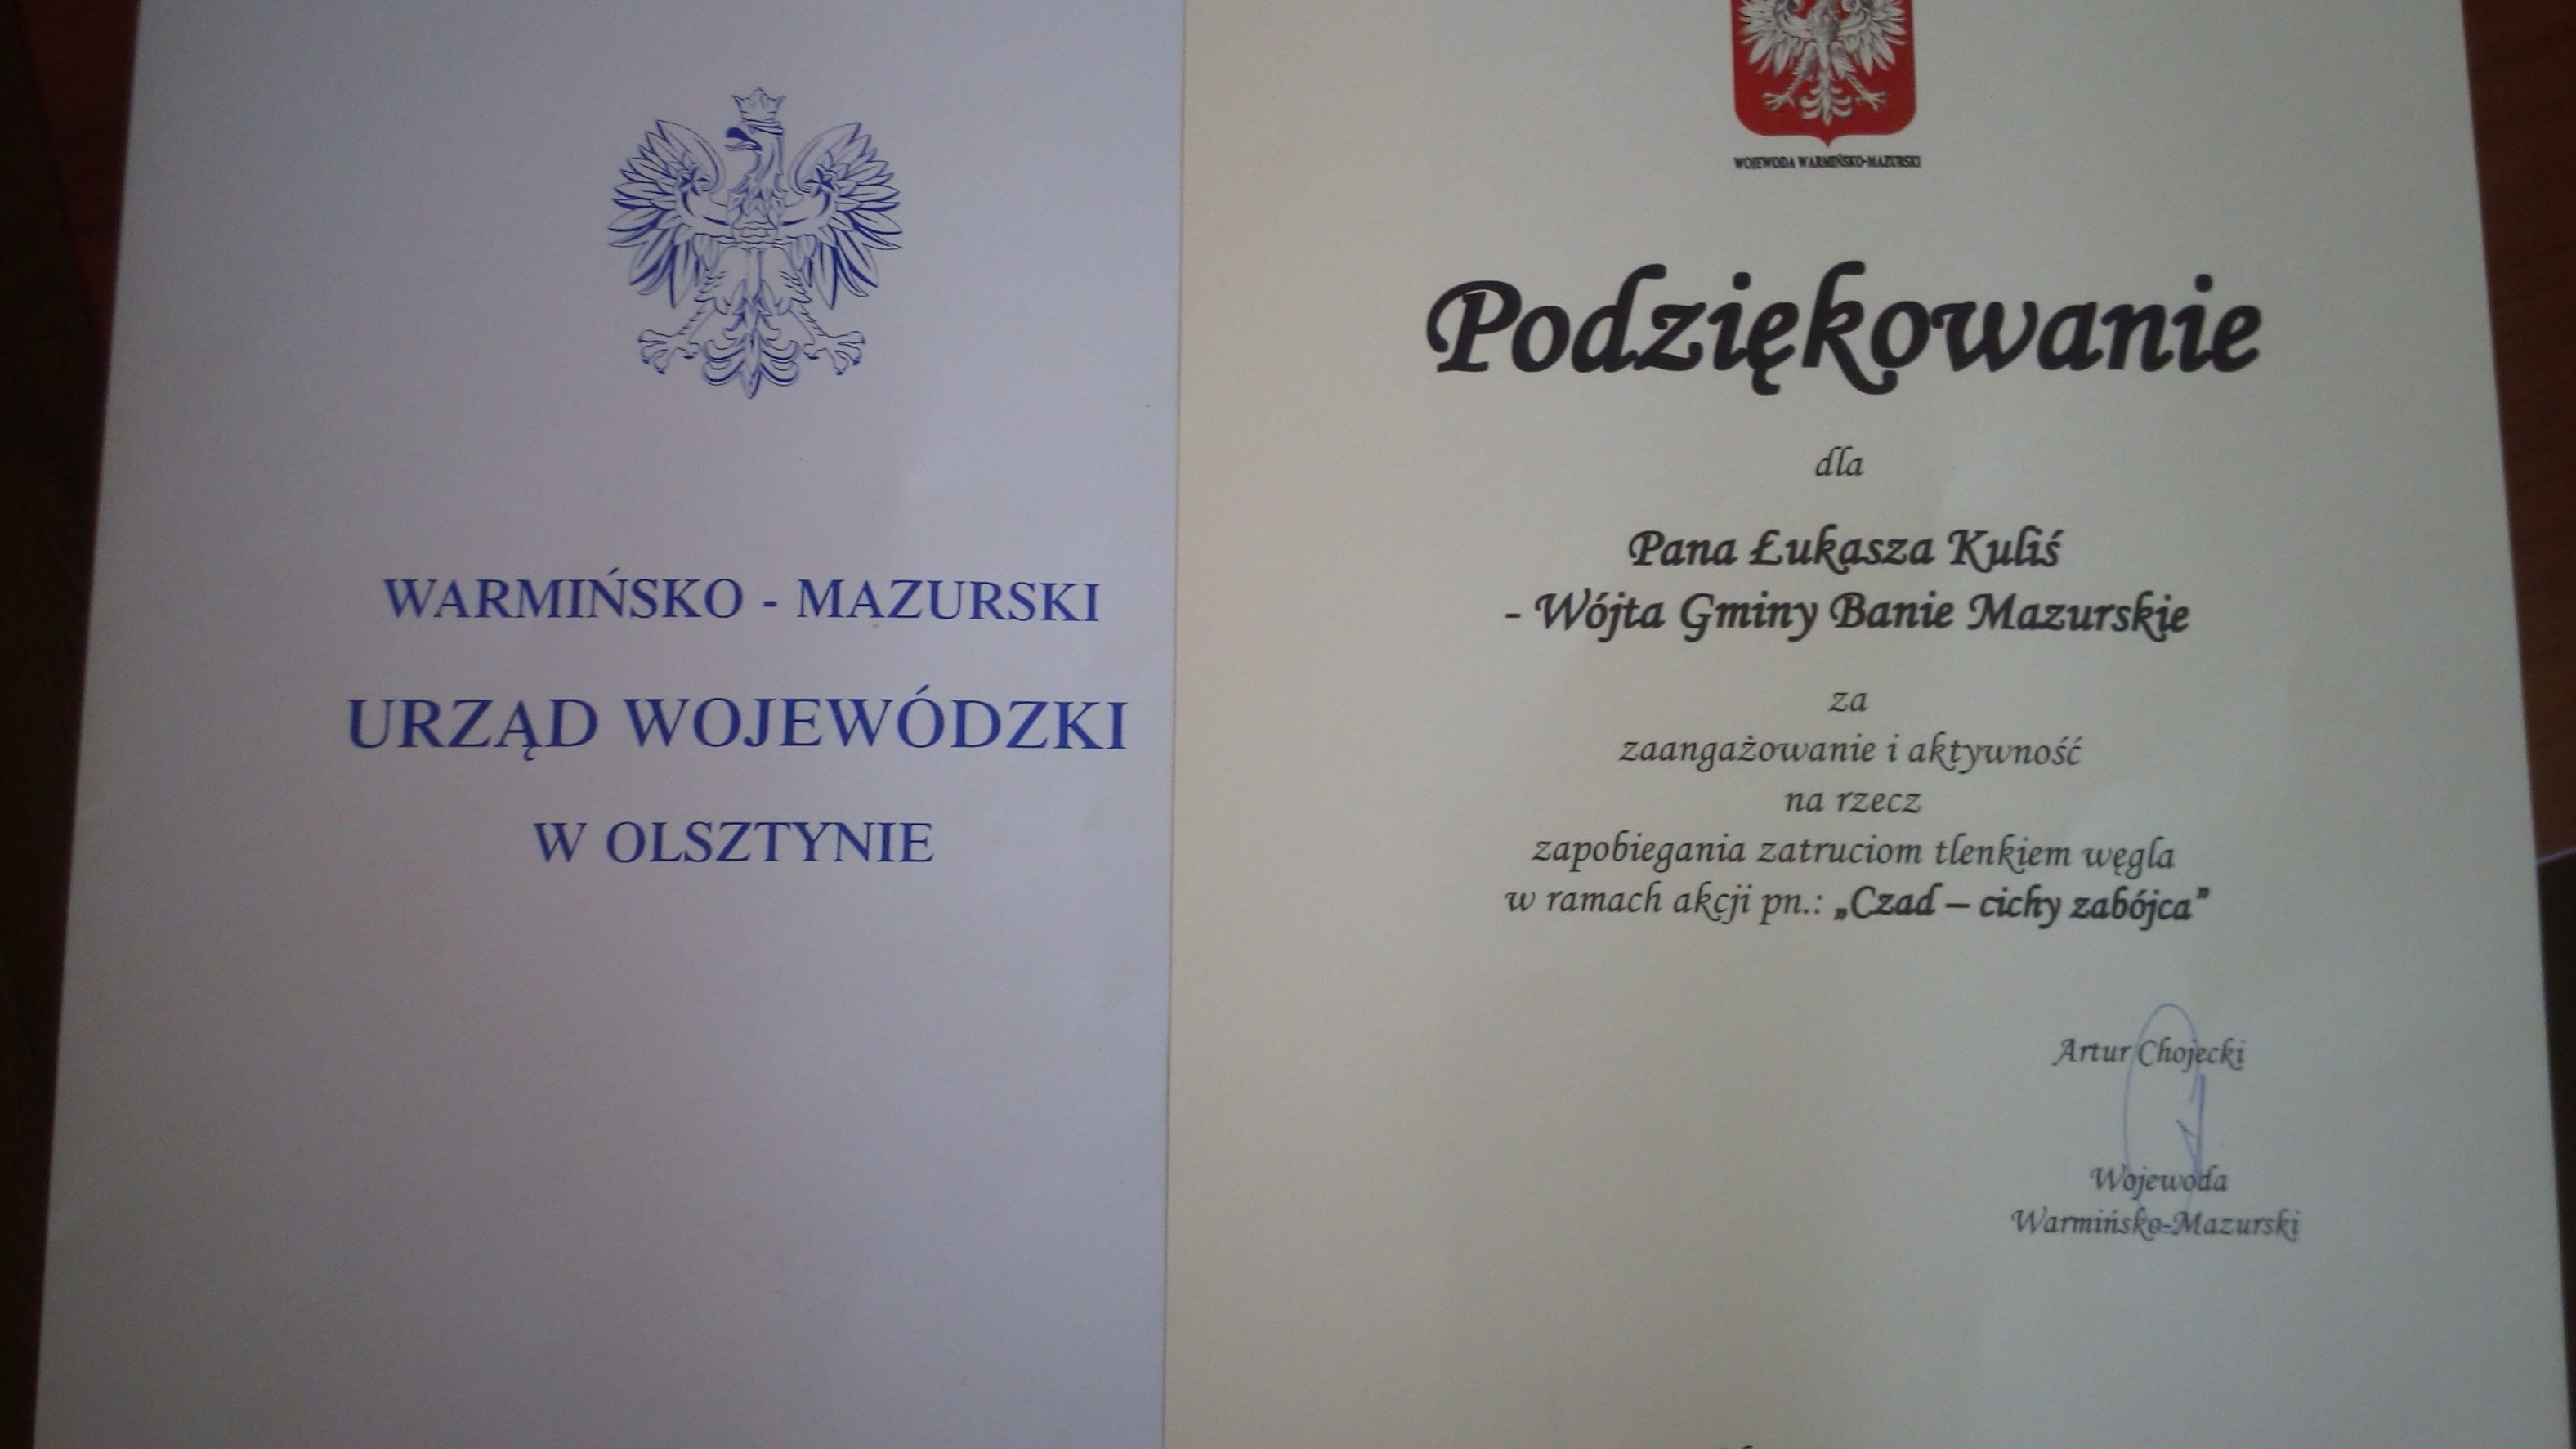 WARMIŃSKO - MAZURSKI
URZĄD WOJEWÓDZKI
W OLSZTYNIE
WOJEWODA WARMIŃSKO-MAZURSKI
Podziękowanie
dla
Pana Łukasza Kuliś
- Wójta Gminy Banie Mazurskie
za
zaangażowanie i aktywność
na rzecz
zapobiegania zatruciom tlenkiem węgla
w ramach akcji pn.: „Czad – cichy zabójca”
Artur Chojecki
Wojewoda
Warmińsko-Mazurski